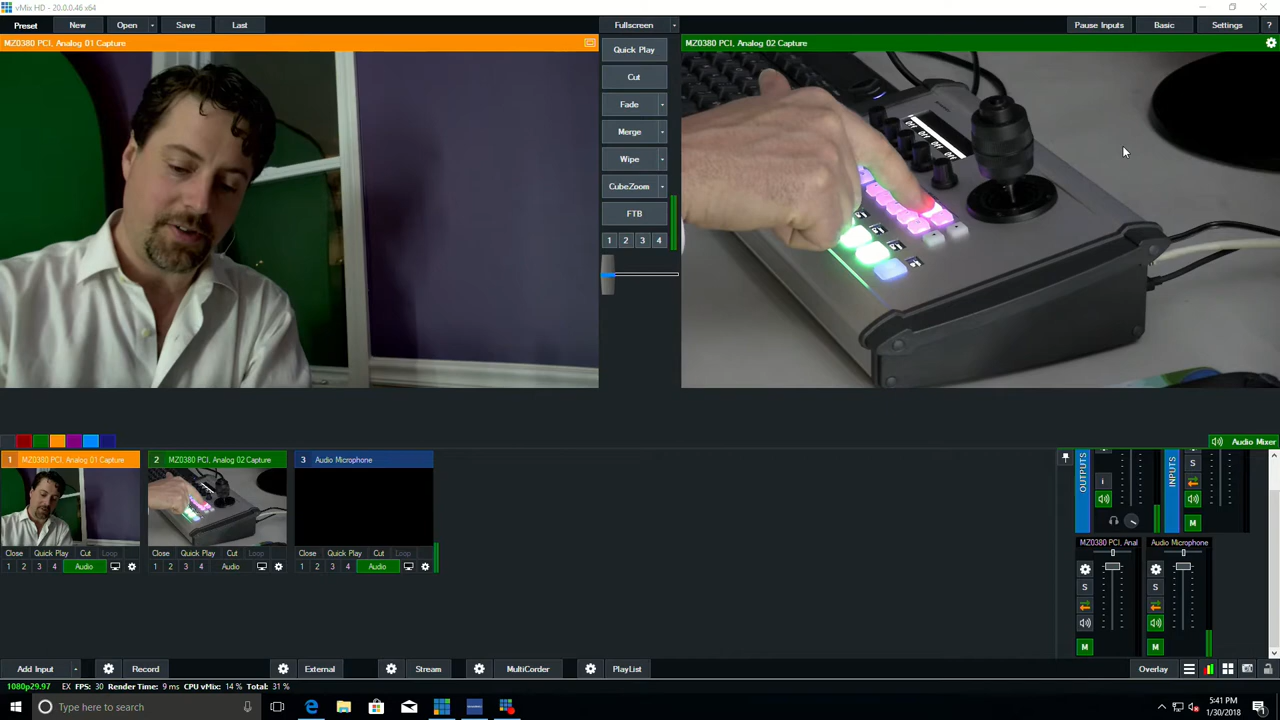 vMix HD - 20.0.0.46 x64
Preset New Open Save Last Fullscreen Pause Inputs Basic Settings ?
MZ0380 PCI, Analog 01 Capture
MZ0380 PCI, Analog 02 Capture
Quick Play
Cut
Fade
Merge
Wipe
CubeZoom
FTB
1 2 3 4
Off Off Off Off
Audio Mixer
1 MZ0380 PCI, Analog 01 Capture
2 MZ0380 PCI, Analog 02 Capture
3 Audio Microphone
OUTPUTS
INPUTS
S
i
M
Close Quick Play Cut Loop
Close Quick Play Cut Loop
Close Quick Play Cut Loop
1 2 3 4 Audio
1 2 3 4 Audio
1 2 3 4 Audio
MZ0380 PCI, Anal Audio Microphone
S S
M M
Add Input Record External Stream MultiCorder PlayList Overlay
1080p29.97 EX FPS: 30 Render Time: 9 ms CPU vMix: 14 % Total: 31 %
Type here to search
5:41 PM
1/30/2018
1